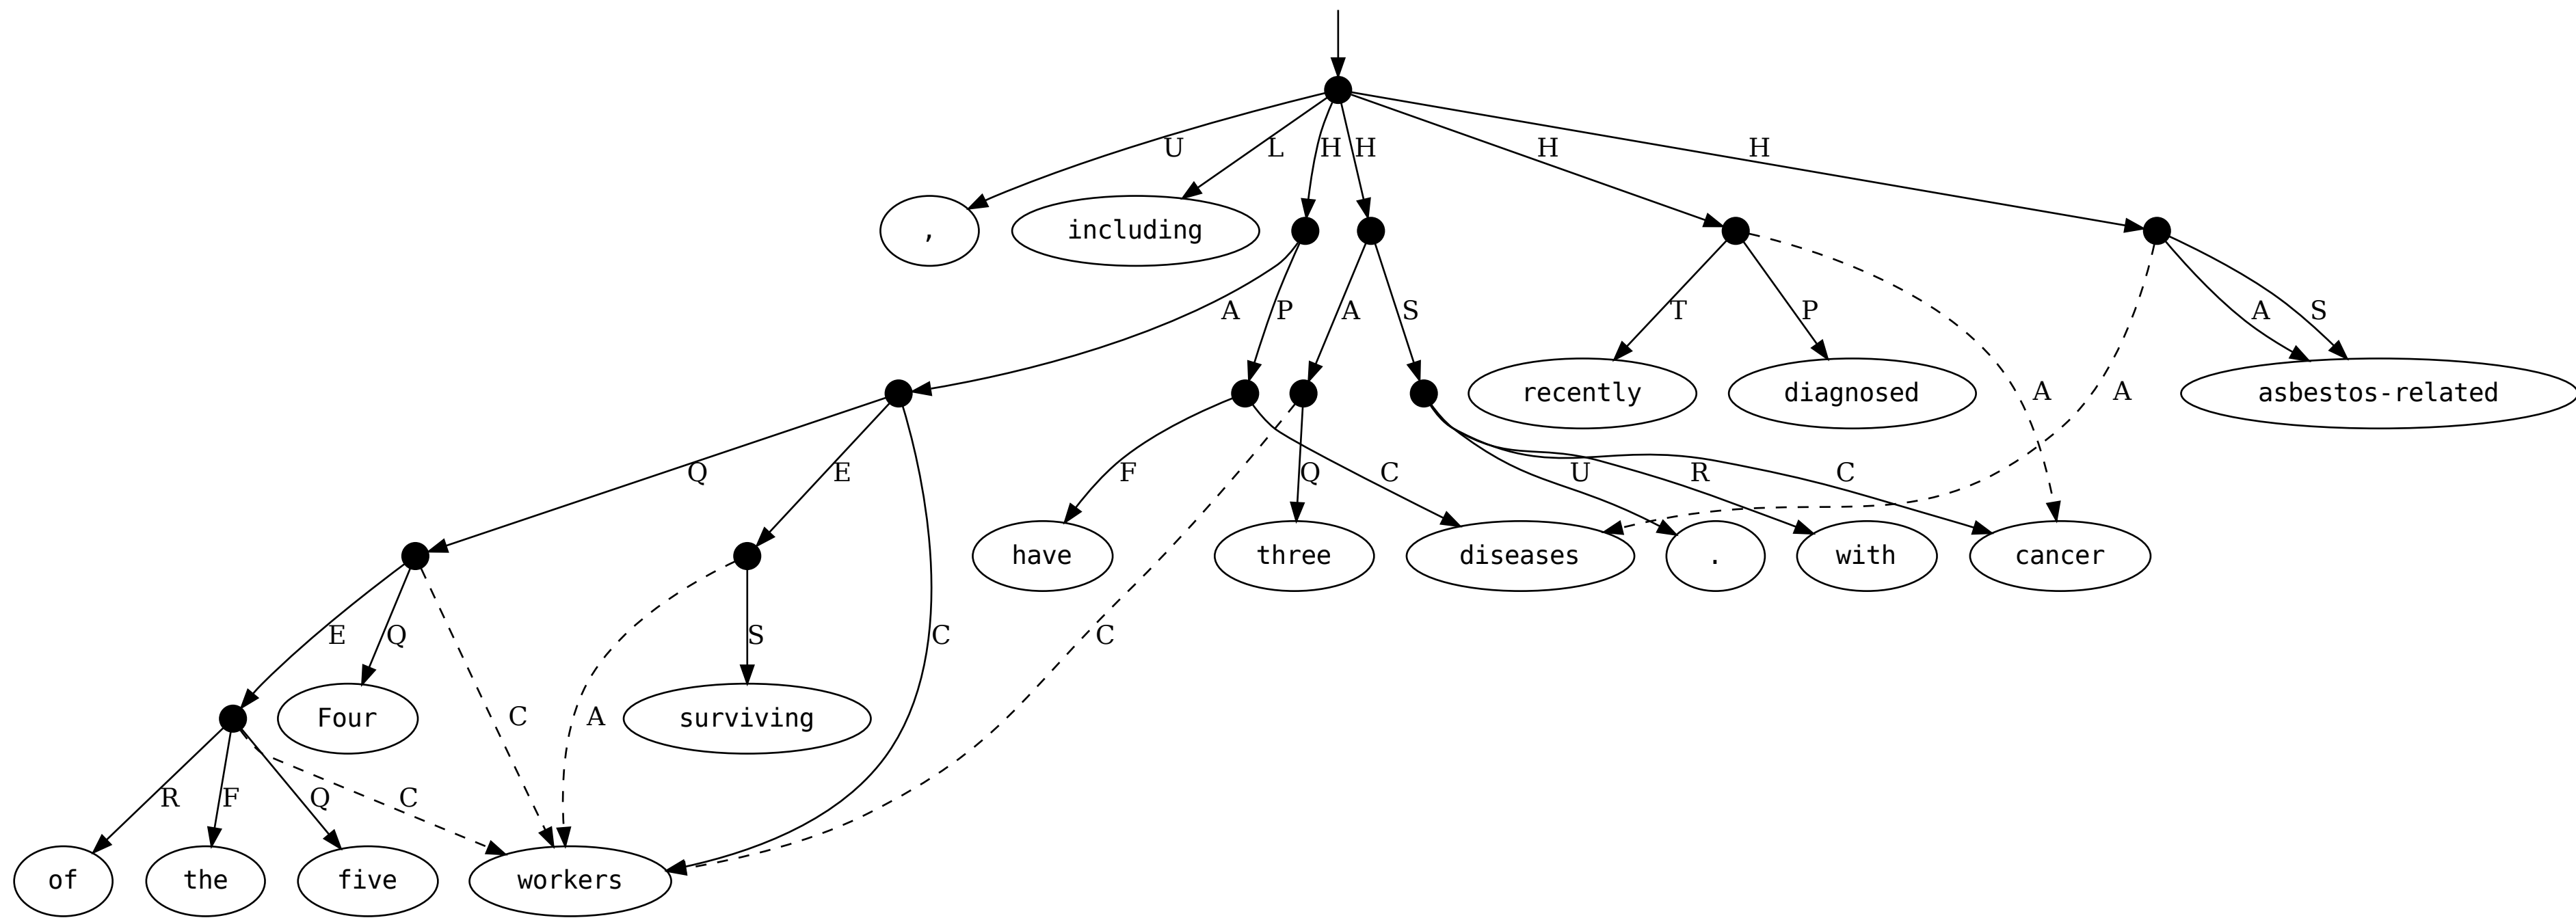 U L H H H H
, including
A P A S T P A A A S
recently diagnosed asbestos-related
Q E C F C Q C U R C
have three diseases . with cancer
E Q C A S
Four surviving
R F Q C
of the five workers